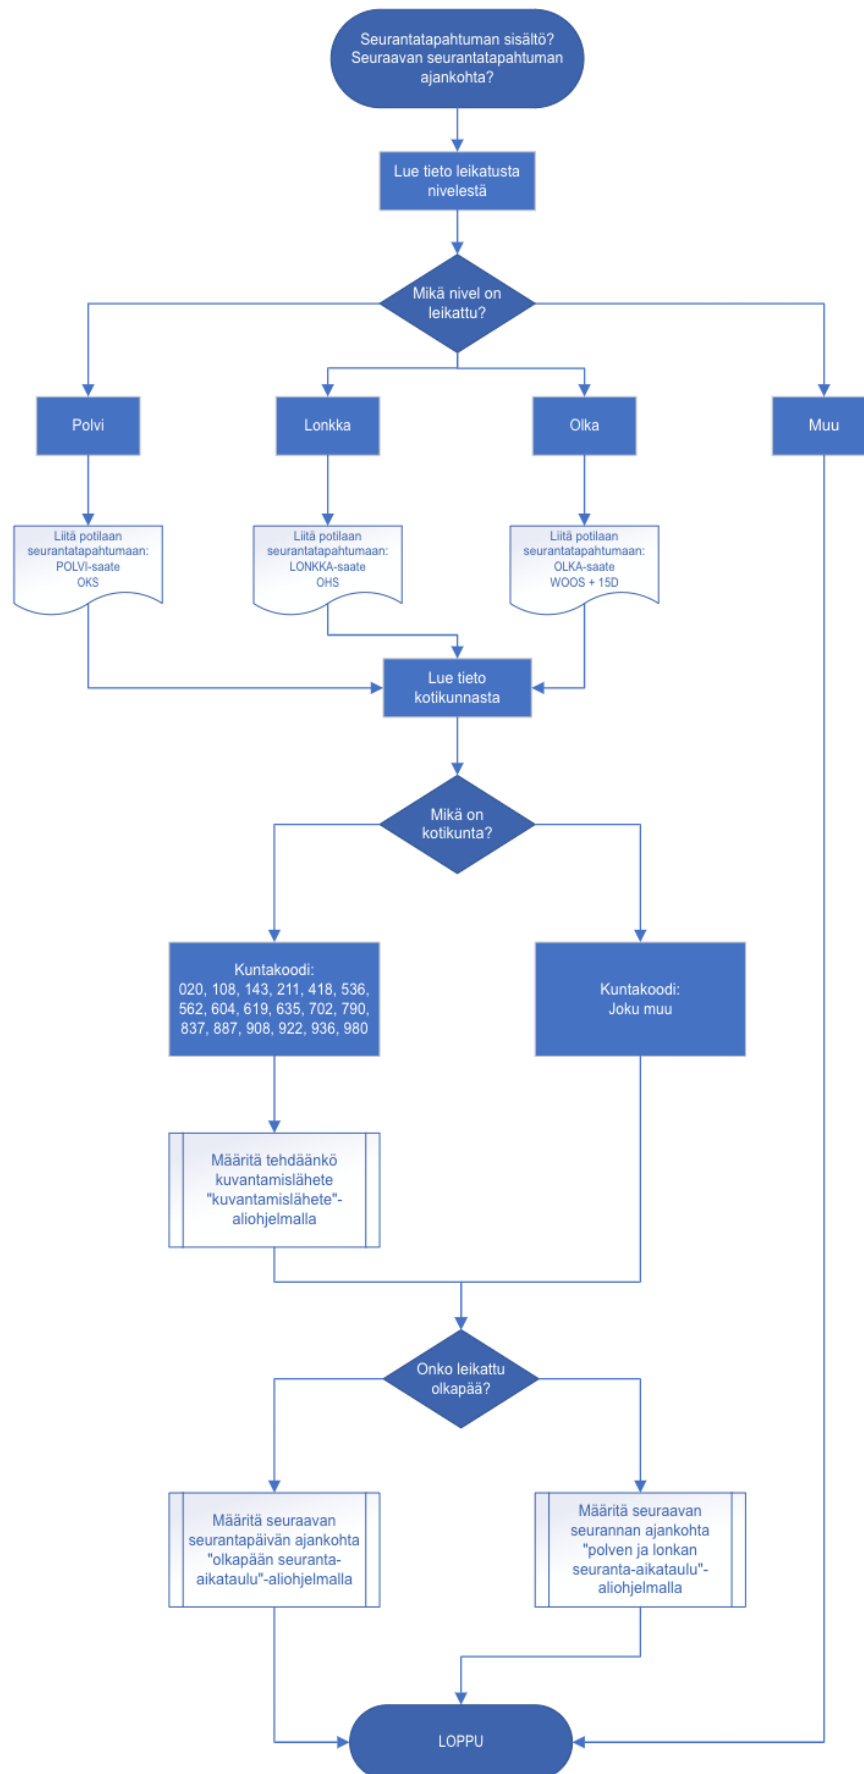 Seurantatapahtuman sisältö?
Seuraavan seurantatapahtuman
ajankohta?
Lue tieto leikatusta
nivelestä
Mikä nivel on
leikattu?
Polvi
Lonkka
Olka
Muu
Liitä potilaan
seurantatapahtumaan:
POLVI-saate
OKS
Liitä potilaan
seurantatapahtumaan:
LONKKA-saate
OHS
Liitä potilaan
seurantatapahtumaan:
OLKA-saate
WOOS + 15D
Lue tieto
kotikunnasta
Mikä on
kotikunta?
Kuntakoodi:
020, 108, 143, 211, 418, 536,
562, 604, 619, 635, 702, 790,
837, 887, 908, 922, 936, 980
Kuntakoodi:
Joku muu
Määritä tehdäänkö
kuvantamislähete
"kuvantamislähete"-
aliohjelmalla
Onko leikattu
olkapää?
Määritä seuraavan
seurantapäivän ajankohta
"olkapään seuranta-
aikataulu"-aliohjelmalla
Määritä seuraavan
seurannan ajankohta
"polven ja lonkan
seuranta-aikataulu"-
aliohjelmalla
LOPPU